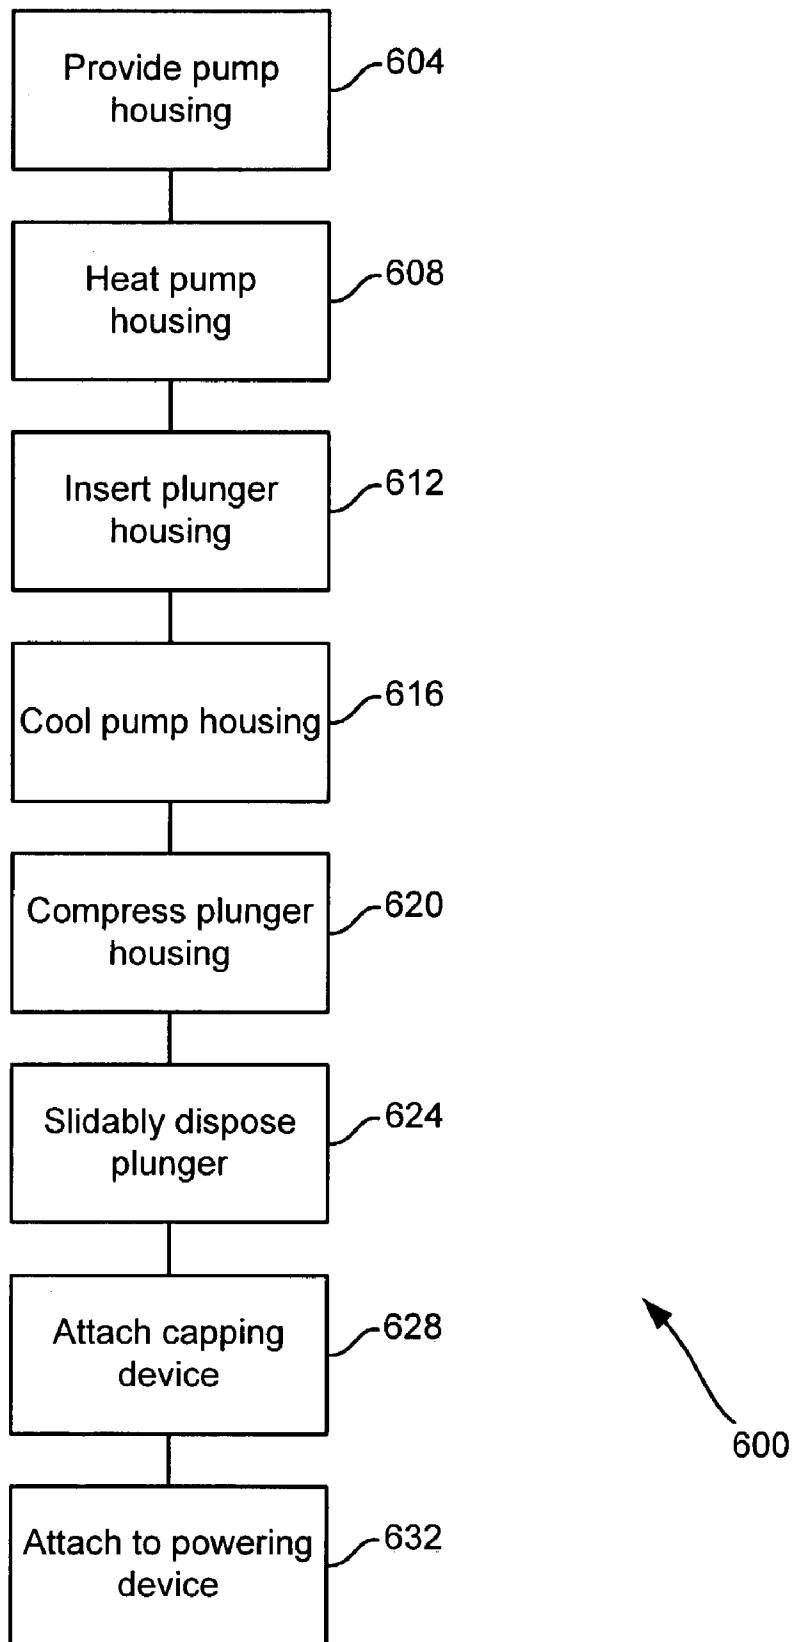 Provide pump
housing
604
Heat pump
housing
608
Insert plunger
housing
612
Cool pump housing
616
Compress plunger
housing
620
Slidably dispose
plunger
624
Attach capping
device
628
600
Attach to powering
device
632